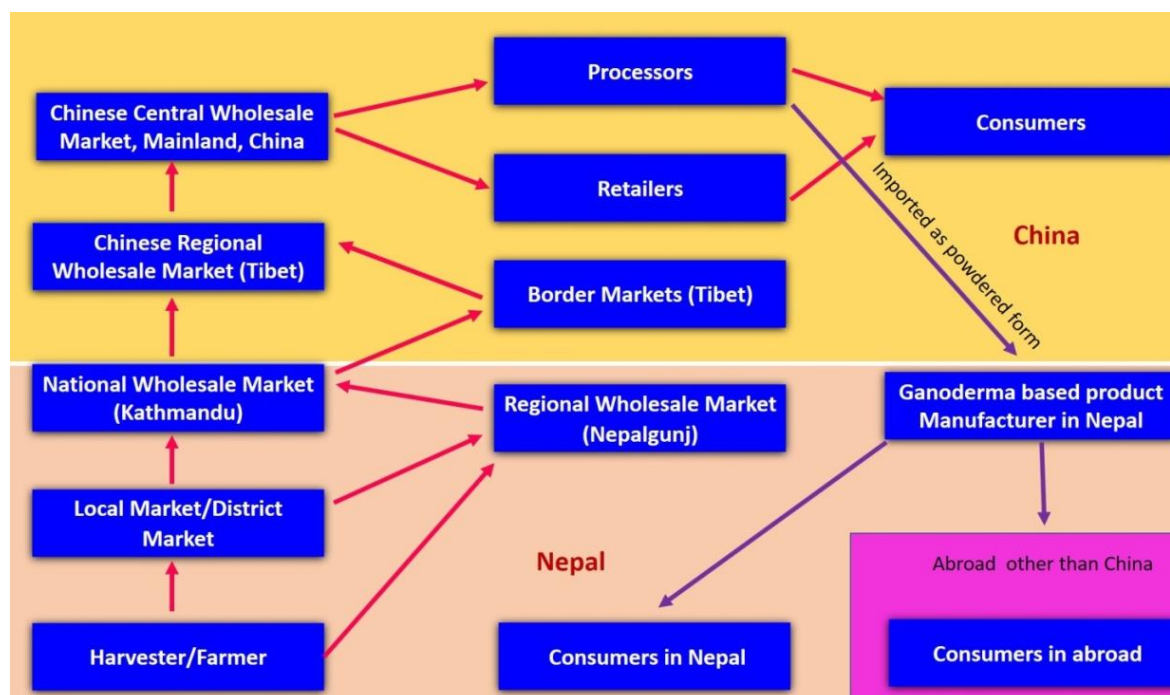 Processors
Chinese Central Wholesale
Market, Mainland, China
Consumers
Retailers
Imported as powdered form
China
Chinese Regional
Wholesale Market (Tibet)
Border Markets (Tibet)
National Wholesale Market
(Kathmandu)
Regional Wholesale Market
(Nepalgunj)
Ganoderma based product
Manufacturer in Nepal
Local Market/District
Market
Nepal
Abroad other than China
Harvester/Farmer
Consumers in Nepal
Consumers in abroad